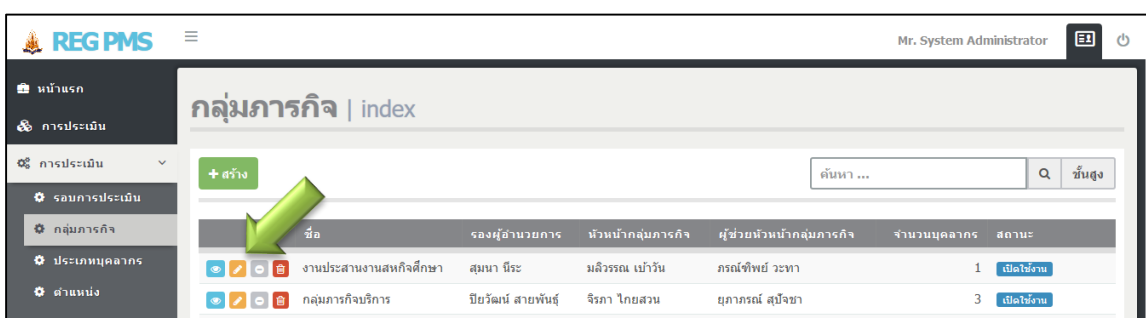 REG PMS
Mr. System Administrator
หน้าแรก
การประเมิน
การประเมิน
รอบการประเมิน
กลุ่มภารกิจ
ประเภทบุคลากร
ตำแหน่ง
กลุ่มภารกิจ | index
+ สร้าง
ค้นหา ...
ขั้นสูง
ชื่อ รองผู้อำนวยการ หัวหน้ากลุ่มภารกิจ ผู้ช่วยหัวหน้ากลุ่มภารกิจ จำนวนบุคลากร สถานะ
งานประสานงานสหกิจศึกษา สุมนา นีระ มลิวรรณ เบ้าวัน ภรณ์ทิพย์ วะทา 1 เปิดใช้งาน
กลุ่มภารกิจบริการ ปิยวัฒน์ สายพันธุ์ จิรภา ไกยสวน ยุภาภรณ์ สุปัจชา 3 เปิดใช้งาน